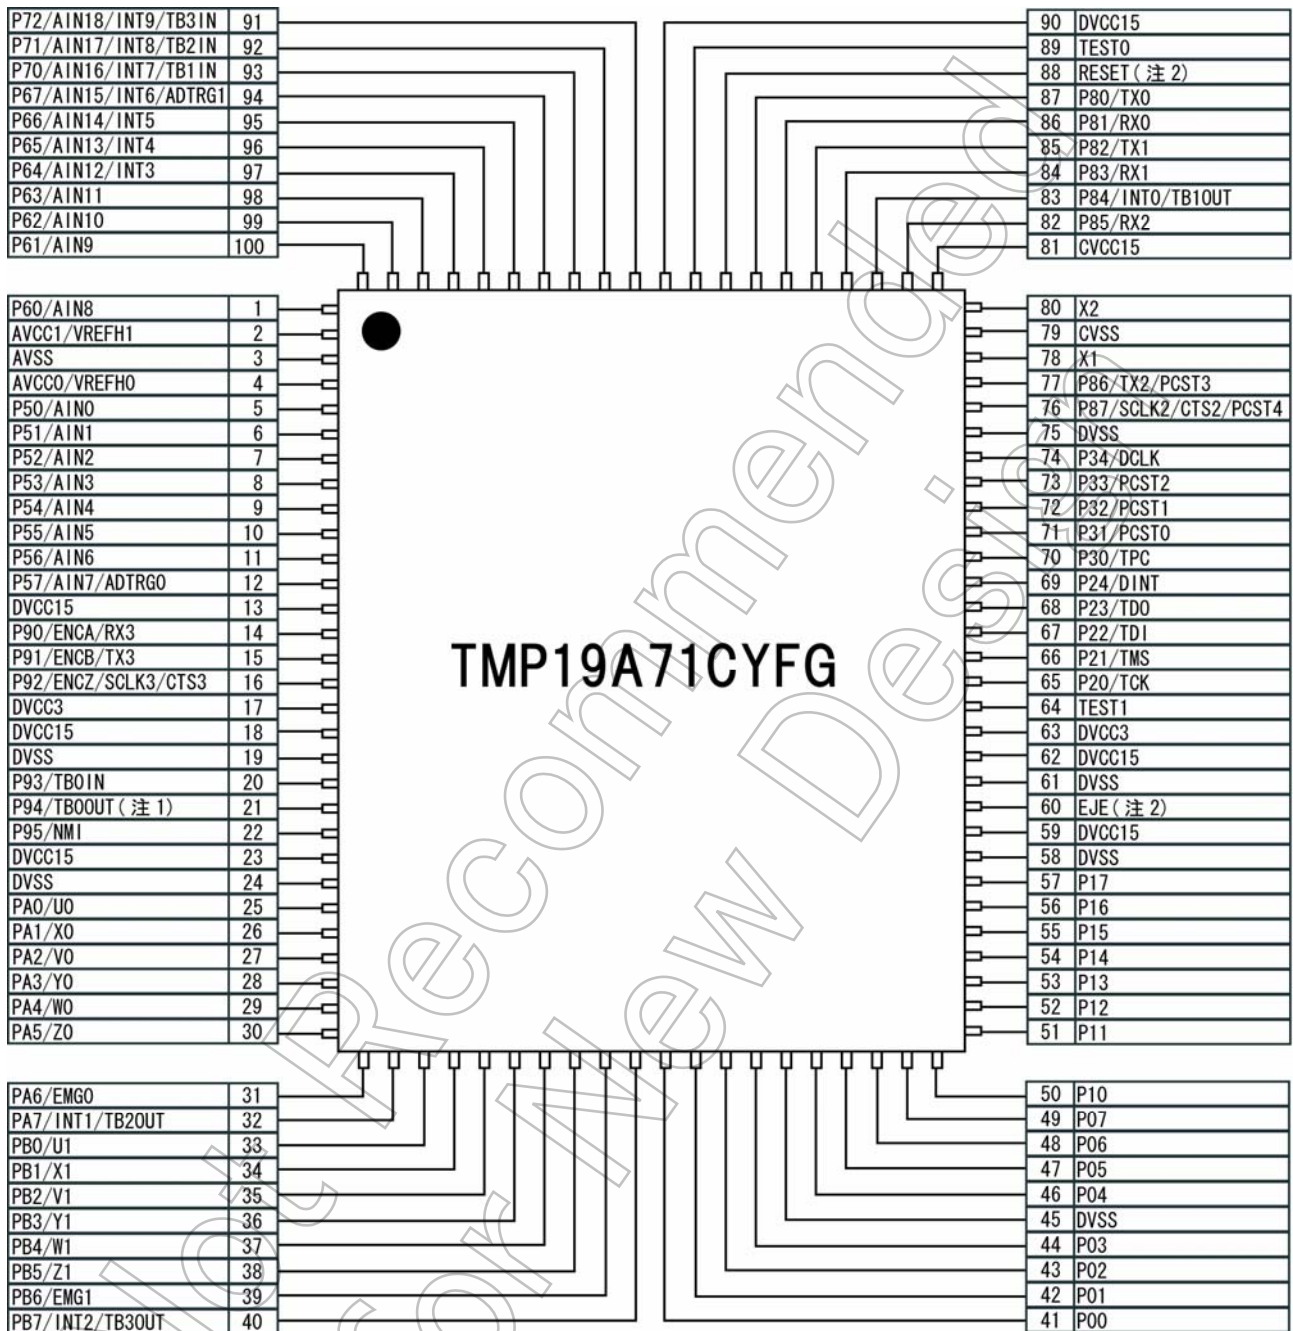 P72/AIN18/INT9/TB3IN 91
P71/AIN17/INT8/TB2IN 92
P70/AIN16/INT7/TB1IN 93
P67/AIN15/INT6/ADTRG1 94
P66/AIN14/INT5 95
P65/AIN13/INT4 96
P64/AIN12/INT3 97
P63/AIN11 98
P62/AIN10 99
P61/AIN9 100
90 DVCC15
89 TEST0
88 RESET(注2)
87 P80/TX0
86 P81/RX0
85 P82/TX1
84 P83/RX1
83 P84/INT0/TB1OUT
82 P85/RX2
81 CVCC15
P60/AIN8 1
AVCC1/VREFH1 2
AVSS 3
AVCC0/VREFH0 4
P50/AIN0 5
P51/AIN1 6
P52/AIN2 7
P53/AIN3 8
P54/AIN4 9
P55/AIN5 10
P56/AIN6 11
P57/AIN7/ADTRG0 12
DVCC15 13
P90/ENCA/RX3 14
P91/ENCB/TX3 15
P92/ENCZ/SCLK3/CTS3 16
DVCC3 17
DVCC15 18
DVSS 19
P93/TB0IN 20
P94/TB0OUT(注1) 21
P95/NMI 22
DVCC15 23
DVSS 24
PA0/U0 25
PA1/X0 26
PA2/V0 27
PA3/Y0 28
PA4/W0 29
PA5/Z0 30
TMP19A71CYFG
80 X2
79 CVSS
78 X1
77 P86/TX2/PCST3
76 P87/SCLK2/CTS2/PCST4
75 DVSS
74 P34/DCLK
73 P33/PCST2
72 P32/PCST1
71 P31/PCST0
70 P30/TPC
69 P24/DINT
68 P23/TDO
67 P22/TDI
66 P21/TMS
65 P20/TCK
64 TEST1
63 DVCC3
62 DVCC15
61 DVSS
60 EJE(注2)
59 DVCC15
58 DVSS
57 P17
56 P16
55 P15
54 P14
53 P13
52 P12
51 P11
PA6/EMG0 31
PA7/INT1/TB2OUT 32
PB0/U1 33
PB1/X1 34
PB2/V1 35
PB3/Y1 36
PB4/W1 37
PB5/Z1 38
PB6/EMG1 39
PB7/INT2/TB3OUT 40
50 P10
49 P07
48 P06
47 P05
46 P04
45 DVSS
44 P03
43 P02
42 P01
41 P00
Not Recommended
for New Design